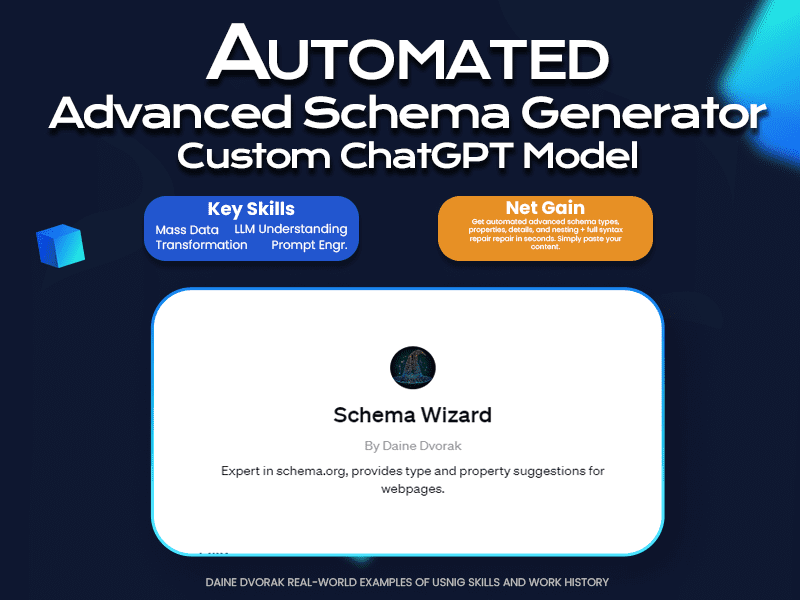 AUTOMATED
Advanced Schema Generator
Custom ChatGPT Model
Key Skills
Mass Data LLM Understanding
Transformation Prompt Engr.
Net Gain
Get automated advanced schema types,
properties, details, and nesting + full syntax
repair repair in seconds. Simply paste your
content.
Schema Wizard
By Daine Dvorak
Expert in schema.org, provides type and property suggestions for
webpages.
DAINE DVORAK REAL-WORLD EXAMPLES OF USNIG SKILLS AND WORK HISTORY